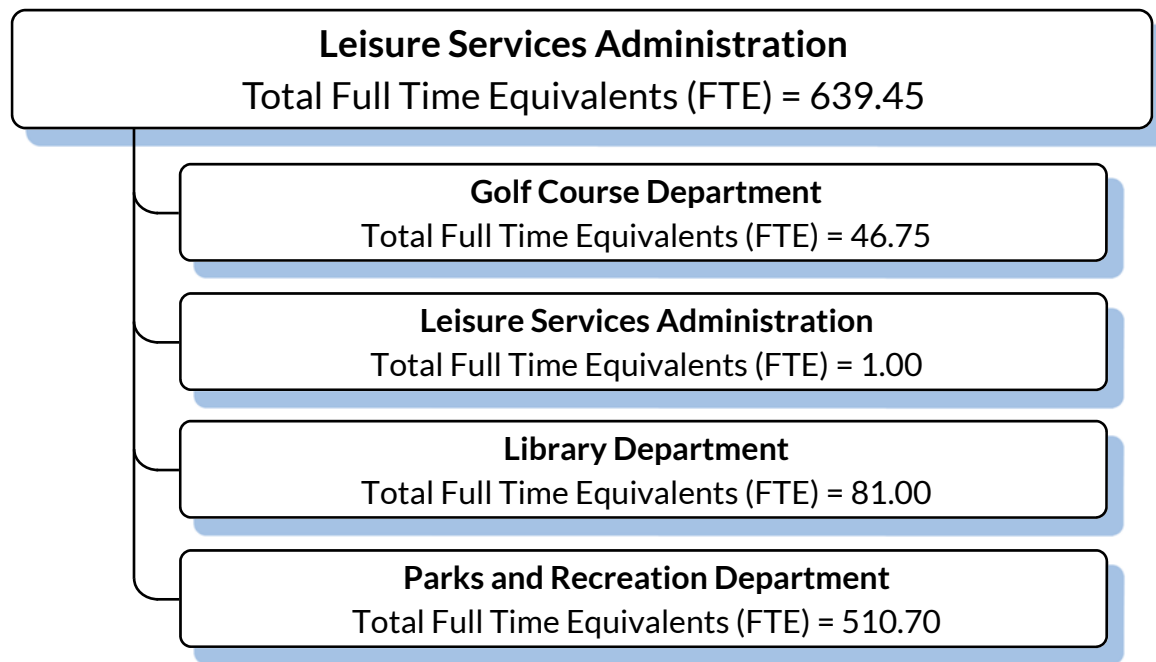 Leisure Services Administration
Total Full Time Equivalents (FTE) = 639.45
Golf Course Department
Total Full Time Equivalents (FTE) = 46.75
Leisure Services Administration
Total Full Time Equivalents (FTE) = 1.00
Library Department
Total Full Time Equivalents (FTE) = 81.00
Parks and Recreation Department
Total Full Time Equivalents (FTE) = 510.70